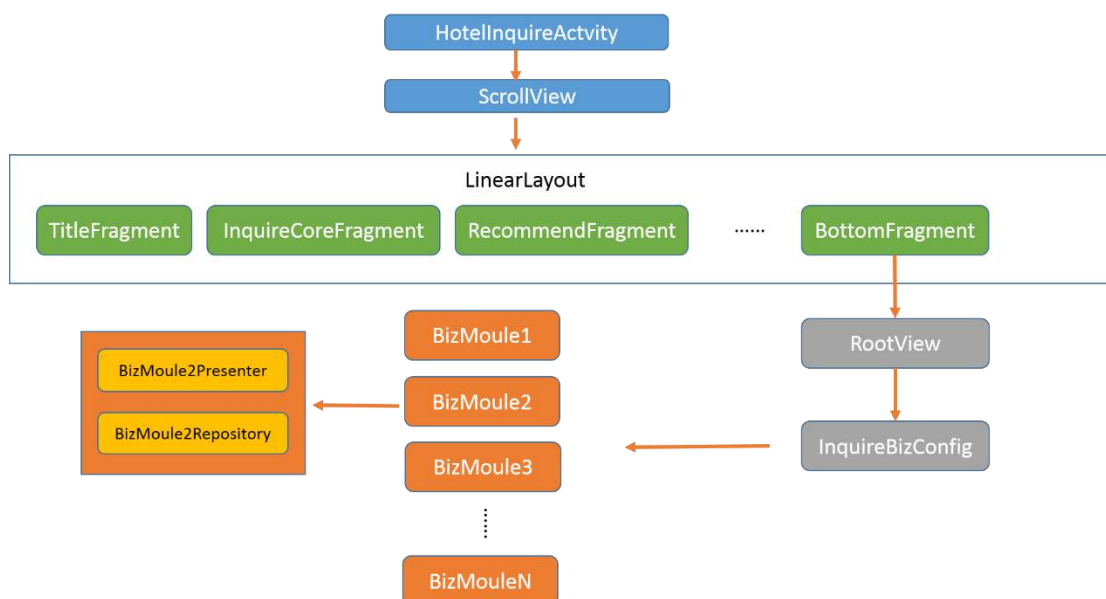 HotelInquireActvity
ScrollView
LinearLayout
TitleFragment
InquireCoreFragment
RecommendFragment
......
BottomFragment
BizMoule1
RootView
BizMoule2Presenter
BizMoule2
BizMoule2Repository
InquireBizConfig
BizMoule3
......
BizMouleN